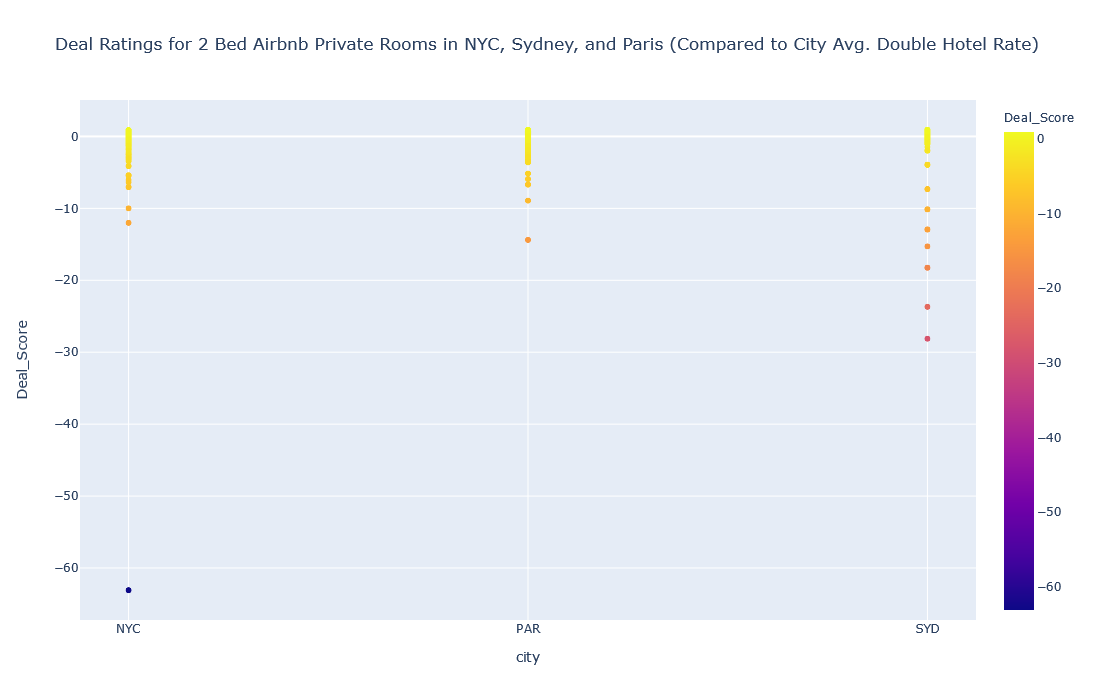 Deal Ratings for 2 Bed Airbnb Private Rooms in NYC, Sydney, and Paris (Compared to City Avg. Double Hotel Rate)
Deal_Score
0
−10
−20
−30
−40
−50
−60
NYC
PAR
SYD
city
Deal_Score
0
−10
−20
−30
−40
−50
−60